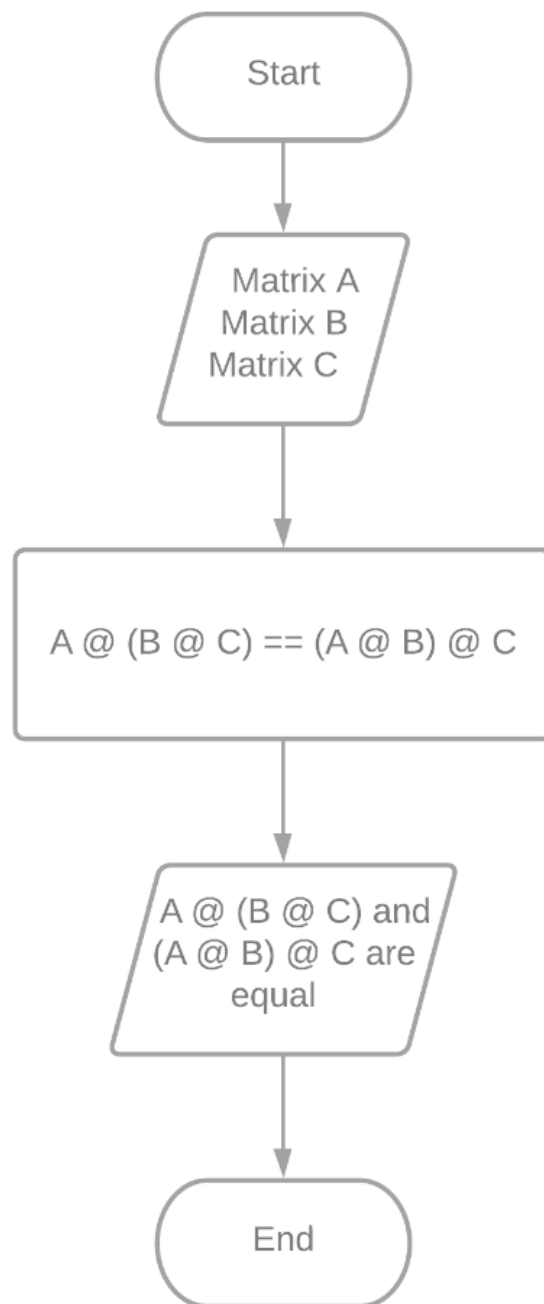 Start
Matrix A
Matrix B
Matrix C
A @ (B @ C) == (A @ B) @ C
A @ (B @ C) and
(A @ B) @ C are
equal
End